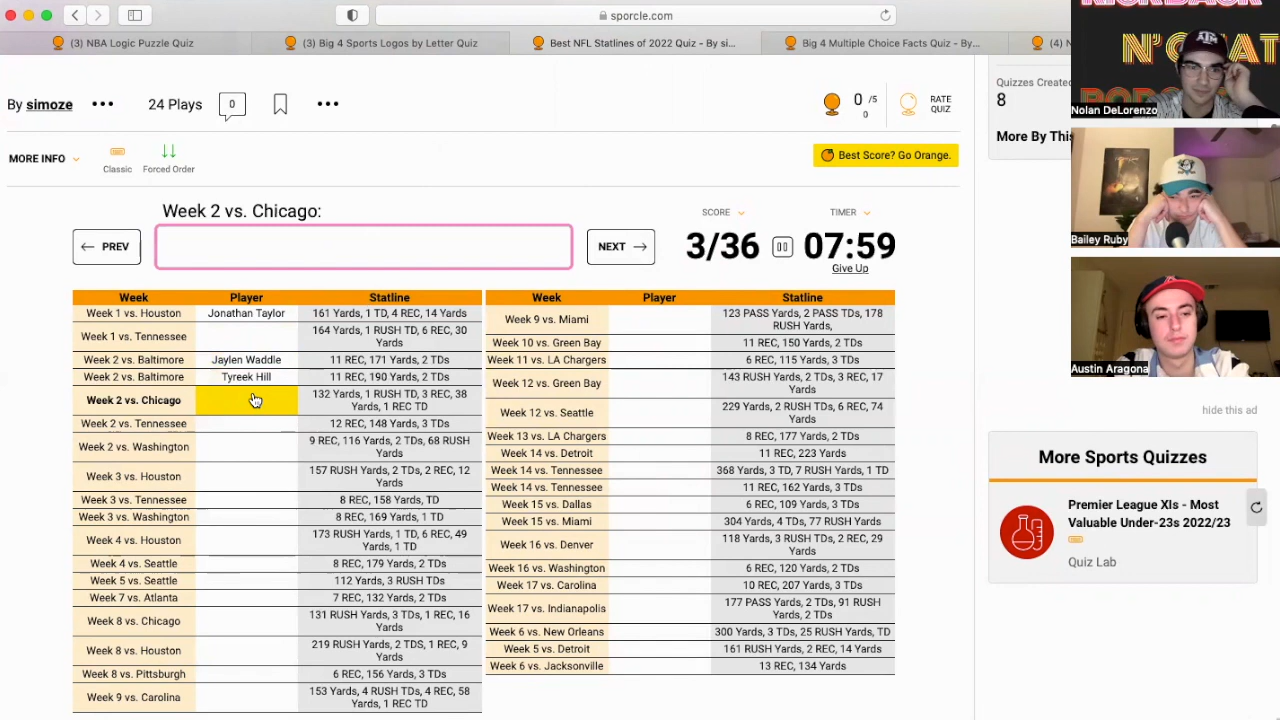 sporcle.com
(3) NBA Logic Puzzle Quiz
(3) Big 4 Sports Logos by Letter Quiz
Best NFL Statlines of 2022 Quiz - By si...
Big 4 Multiple Choice Facts Quiz - By...
By simoze
24 Plays
0
0 /5
0
RATE
QUIZ
MORE INFO
Classic
Forced Order
Best Score? Go Orange.
Week 2 vs. Chicago:
PREV
NEXT
SCORE
3/36
TIMER
07:59
Give Up
Week Player Statline
Week 1 vs. Houston Jonathan Taylor 161 Yards, 1 TD, 4 REC, 14 Yards
Week 1 vs. Tennessee 164 Yards, 1 RUSH TD, 6 REC, 30
Yards
Week 2 vs. Baltimore Jaylen Waddle 11 REC, 171 Yards, 2 TDs
Week 2 vs. Baltimore Tyreek Hill 11 REC, 190 Yards, 2 TDs
Week 2 vs. Chicago 132 Yards, 1 RUSH TD, 3 REC, 38
Yards, 1 REC TD
Week 2 vs. Tennessee 12 REC, 148 Yards, 3 TDs
Week 2 vs. Washington 9 REC, 116 Yards, 2 TDs, 68 RUSH
Yards
Week 3 vs. Houston 157 RUSH Yards, 2 TDs, 2 REC, 12
Yards
Week 3 vs. Tennessee 8 REC, 158 Yards, TD
Week 3 vs. Washington 8 REC, 169 Yards, 1 TD
Week 4 vs. Houston 173 RUSH Yards, 1 TD, 6 REC, 49
Yards, 1 TD
Week 4 vs. Seattle 8 REC, 179 Yards, 2 TDs
Week 5 vs. Seattle 112 Yards, 3 RUSH TDs
Week 7 vs. Atlanta 7 REC, 132 Yards, 2 TDs
Week 8 vs. Chicago 131 RUSH Yards, 3 TDs, 1 REC, 16
Yards
Week 8 vs. Houston 219 RUSH Yards, 2 TDS, 1 REC, 9
Yards
Week 8 vs. Pittsburgh 6 REC, 156 Yards, 3 TDs
Week 9 vs. Carolina 153 Yards, 4 RUSH TDs, 4 REC, 58
Yards, 1 REC TD
Week Player Statline
Week 9 vs. Miami 123 PASS Yards, 2 PASS TDs, 178
RUSH Yards,
Week 10 vs. Green Bay 11 REC, 150 Yards, 2 TDs
Week 11 vs. LA Chargers 6 REC, 115 Yards, 3 TDs
Week 12 vs. Green Bay 143 RUSH Yards, 2 TDs, 3 REC, 17
Yards
Week 12 vs. Seattle 229 Yards, 2 RUSH TDs, 6 REC, 74
Yards
Week 13 vs. LA Chargers 8 REC, 177 Yards, 2 TDs
Week 14 vs. Detroit 11 REC, 223 Yards
Week 14 vs. Tennessee 368 Yards, 3 TD, 7 RUSH Yards, 1 TD
Week 14 vs. Tennessee 11 REC, 162 Yards, 3 TDs
Week 15 vs. Dallas 6 REC, 109 Yards, 3 TDs
Week 15 vs. Miami 304 Yards, 4 TDs, 77 RUSH Yards
Week 16 vs. Denver 118 Yards, 3 RUSH TDs, 2 REC, 29
Yards
Week 16 vs. Washington 6 REC, 120 Yards, 2 TDs
Week 17 vs. Carolina 10 REC, 207 Yards, 3 TDs
Week 17 vs. Indianapolis 177 PASS Yards, 2 TDs, 91 RUSH
Yards, 2 TDs
Week 6 vs. New Orleans 300 Yards, 3 TDs, 25 RUSH Yards, TD
Week 5 vs. Detroit 161 RUSH Yards, 2 REC, 14 Yards
Week 6 vs. Jacksonville 13 REC, 134 Yards
Quizzes Created
8
More By This
N'CHAT
Nolan DeLorenzo
Bailey Ruby
Austin Aragona
hide this ad
More Sports Quizzes
Premier League XIs - Most
Valuable Under-23s 2022/23
Quiz Lab